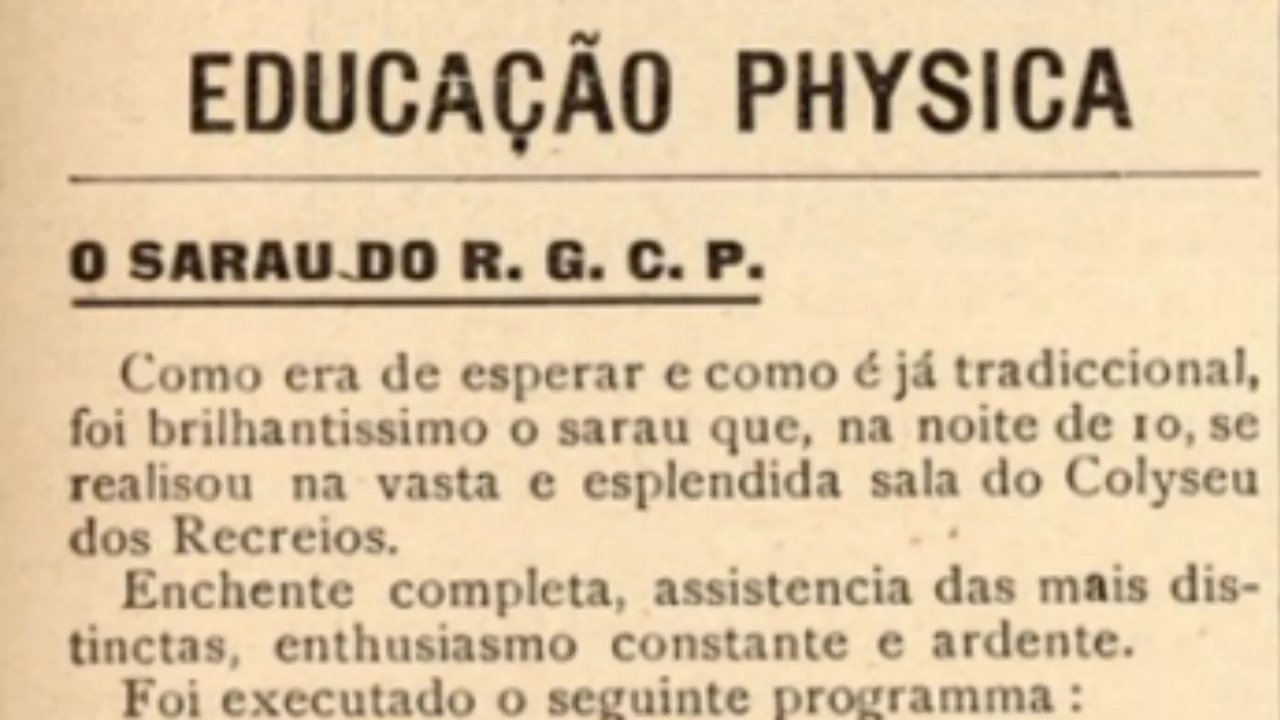 EDUCAÇÃO PHYSICA
O SARAU DO R. G. C. P.
Como era de esperar e como é já tradiccional,
foi brilhantissimo o sarau que, na noite de 10, se
realisou na vasta e esplendida sala do Colyseu
dos Recreios.
Enchente completa, assistencia das mais dis-
tinctas, enthusiasmo constante e ardente.
Foi executado o seguinte programma :